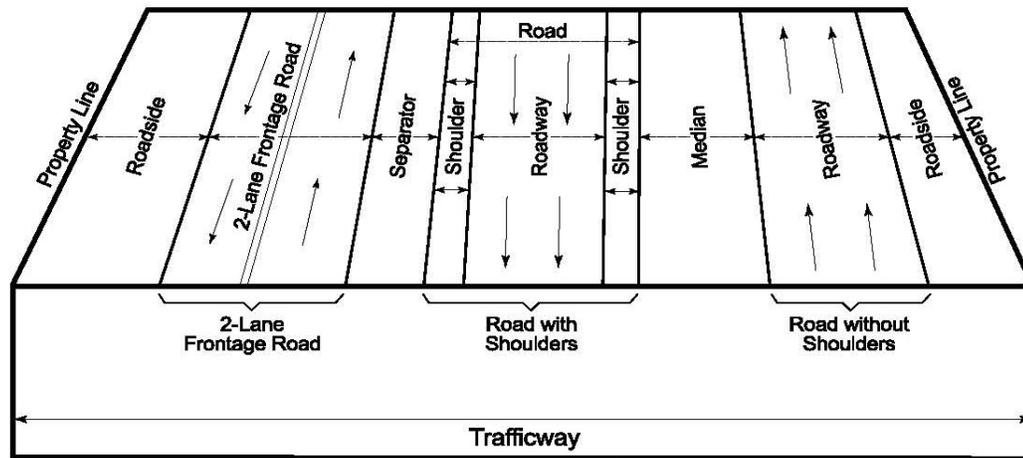 Road
Property Line
Roadside
2-Lane Frontage Road
Separator
Shoulder
Roadway
Shoulder
Median
Roadway
Roadside
Property Line
2-Lane
Frontage Road
Road with
Shoulders
Road without
Shoulders
Trafficway